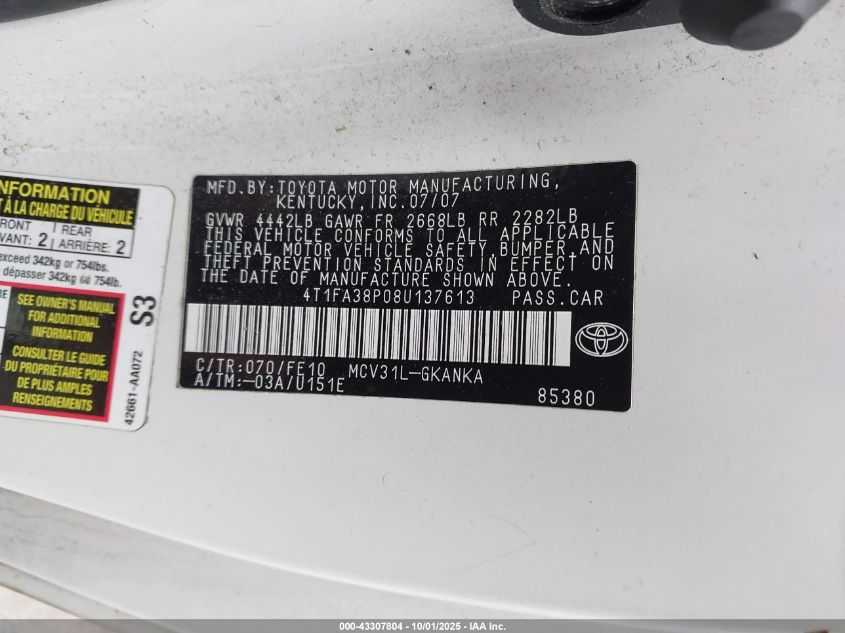 INFORMATION
À LA CHARGE DU VÉHICULE
FRONT REAR
AVANT: 2 ARRIÈRE: 2
exceed 342kg or 754lbs.
dépasser 342kg ou 754lb.
SEE OWNER'S MANUAL
FOR ADDITIONAL
INFORMATION
CONSULTER LE GUIDE
DU PROPRIÉTAIRE
POUR PLUS AMPLES
RENSEIGNEMENTS
S3
42661-AA072
MFD. BY: TOYOTA MOTOR MANUFACTURING,
KENTUCKY, INC. 07/07
GVWR 4442LB GAWR FR 2668LB RR 2282LB
THIS VEHICLE CONFORMS TO ALL APPLICABLE
FEDERAL MOTOR VEHICLE SAFETY, BUMPER, AND
THEFT PREVENTION STANDARDS IN EFFECT ON
THE DATE OF MANUFACTURE SHOWN ABOVE.
4T1FA38P08U137613 PASS.CAR
C/TR:070/FE10 MCV31L-GKANKA
A/TM:-03A/U151E
85380
000-43307804 - 10/01/2025 - IAA Inc.